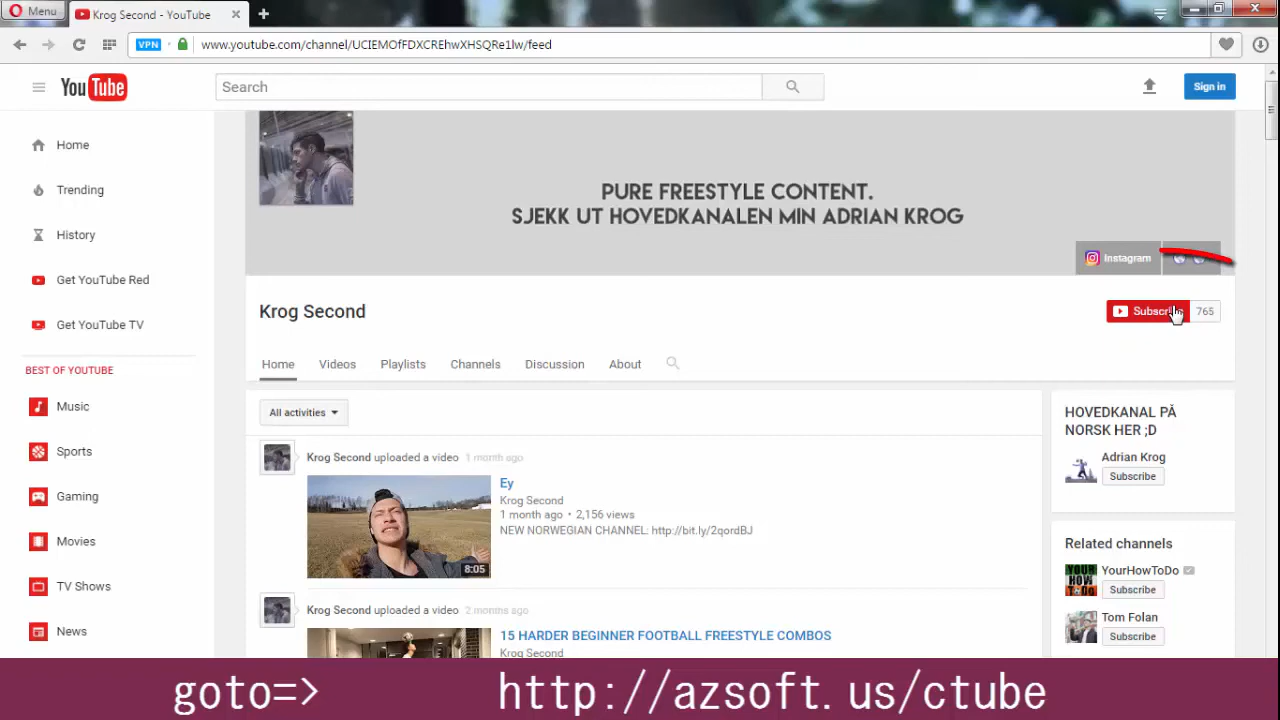 Menu
Krog Second - YouTube
VPN
www.youtube.com/channel/UCIEMOfFDXCREhwXHSQRe1lw/feed
YouTube
Search
Sign in
Home
Trending
History
Get YouTube Red
Get YouTube TV
BEST OF YOUTUBE
Music
Sports
Gaming
Movies
TV Shows
News
PURE FREESTYLE CONTENT.
SJEKK UT HOVEDKANALEN MIN ADRIAN KROG
Instagram
Krog Second
Subscribe 765
Home Videos Playlists Channels Discussion About
All activities
Krog Second uploaded a video 1 month ago
Ey
Krog Second
1 month ago • 2,156 views
NEW NORWEGIAN CHANNEL: http://bit.ly/2qordBJ
8:05
Krog Second uploaded a video 2 months ago
15 HARDER BEGINNER FOOTBALL FREESTYLE COMBOS
Krog Second
HOVEDKANAL PÅ
NORSK HER ;D
Adrian Krog
Subscribe
Related channels
YOUR
HOW
TO DO
YourHowToDo
Subscribe
Tom Folan
Subscribe
goto=> http://azsoft.us/ctube